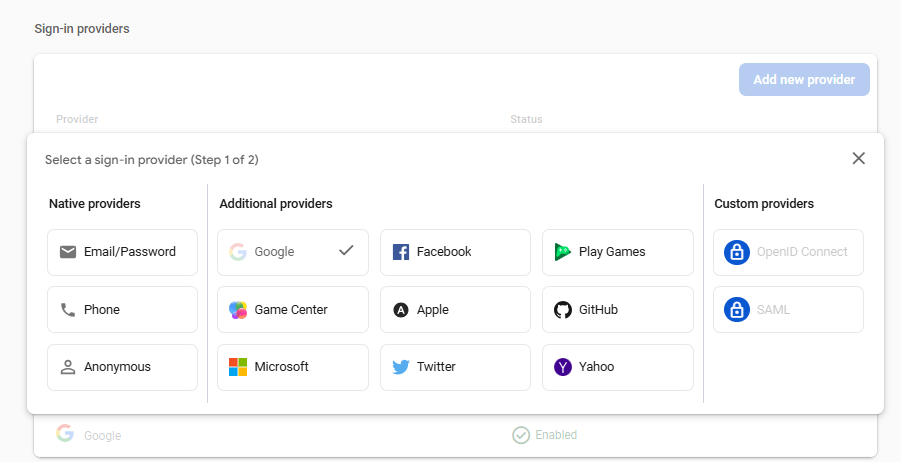 Sign-in providers
Add new provider
Provider Status
Select a sign-in provider (Step 1 of 2)
Native providers Additional providers Custom providers
Email/Password Google Facebook Play Games OpenID Connect
Phone Game Center Apple GitHub SAML
Anonymous Microsoft Twitter Yahoo
Google Enabled